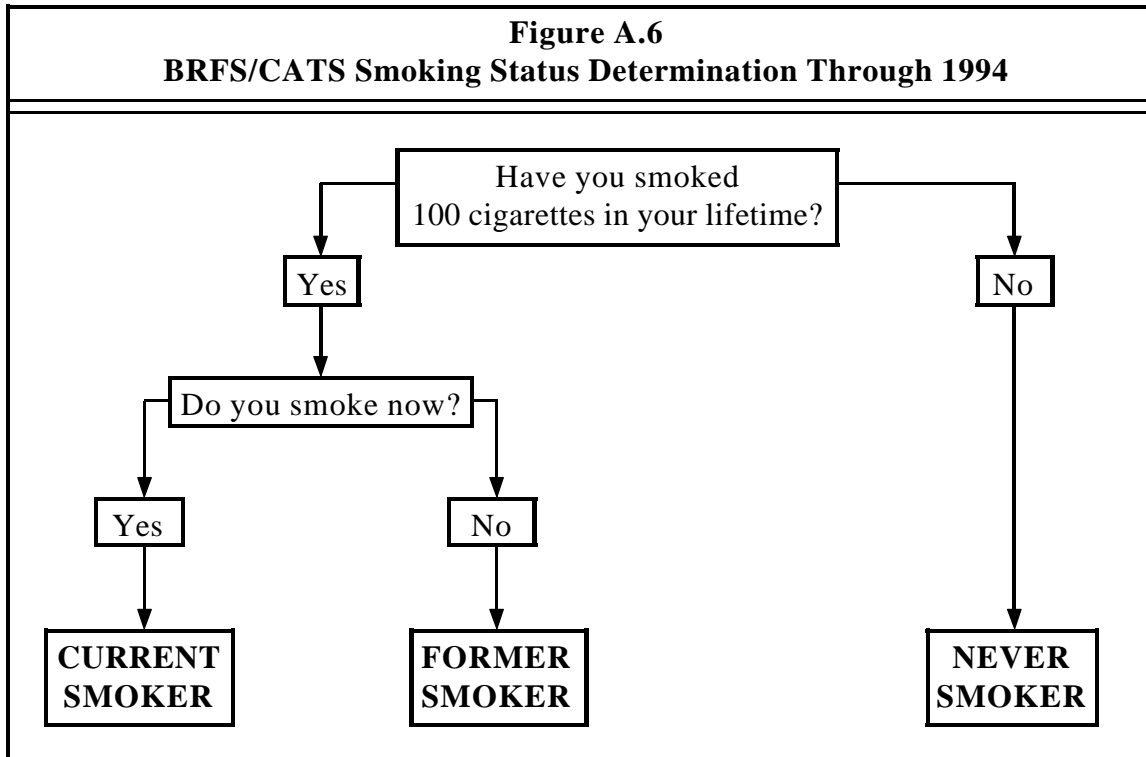 Figure A.6
BRFS/CATS Smoking Status Determination Through 1994
Have you smoked
100 cigarettes in your lifetime?
Yes
No
Do you smoke now?
Yes
No
CURRENT
SMOKER
FORMER
SMOKER
NEVER
SMOKER